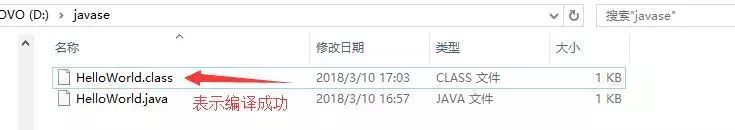 OVO (D:) › javase
搜索"javase"
名称 修改日期 类型 大小
HelloWorld.class 2018/3/10 17:03 CLASS 文件 1 KB
HelloWorld.java 2018/3/10 16:57 JAVA 文件 1 KB
表示编译成功